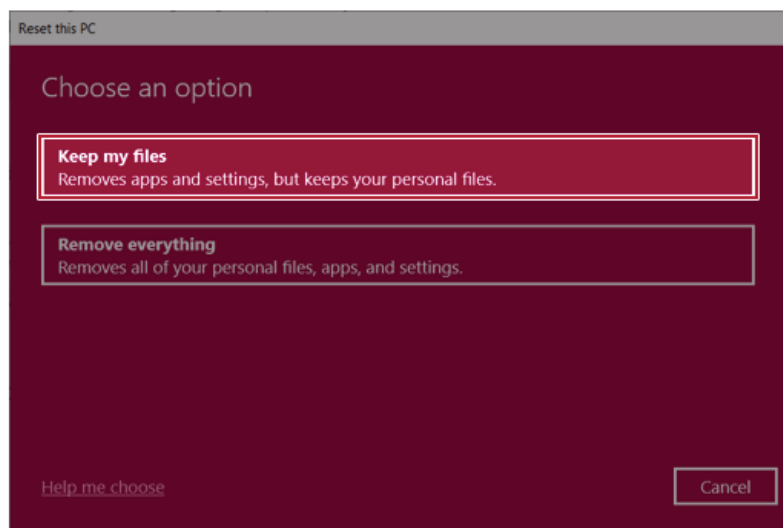 Reset this PC
Choose an option
Keep my files
Removes apps and settings, but keeps your personal files.
Remove everything
Removes all of your personal files, apps, and settings.
Help me choose
Cancel